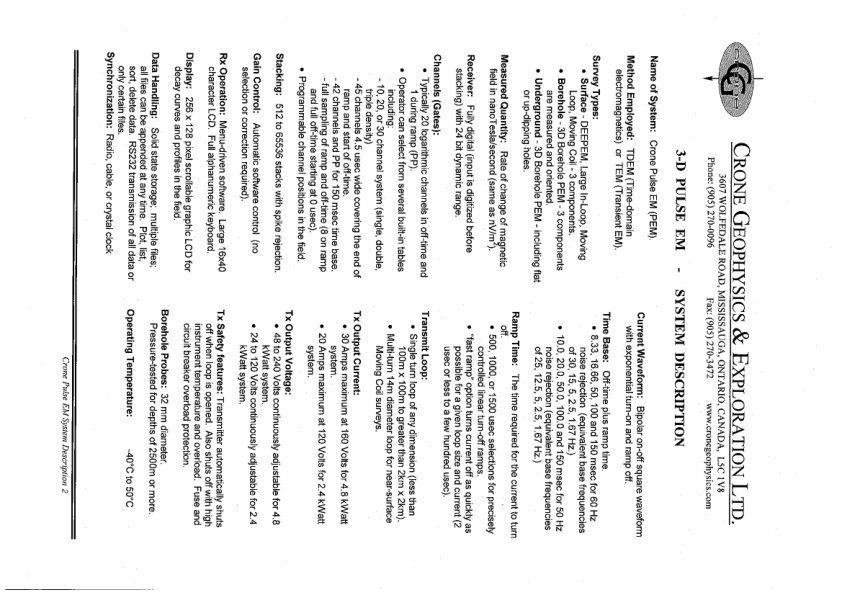 CRONE GEOPHYSICS & EXPLORATION LTD.
3607 WOLFEDALE ROAD, MISSISSAUGA, ONTARIO, CANADA, L5C 1V8
Phone: (905) 270-0096 Fax: (905) 270-3472 www.cronegeophysics.com
3-D PULSE EM - SYSTEM DESCRIPTION
Name of System: Crone Pulse EM (PEM).
Method Employed: TDEM (Time-domain
electromagnetics) or TEM (Transient EM).
Survey Types:
• Surface - DEEPEM, Large In-Loop, Moving
Loop, Moving Coil - 3 components.
• Borehole - 3D Borehole PEM - 3 components
are measured and oriented.
• Underground - 3D Borehole PEM - including flat
or up-dipping holes.
Measured Quantity: Rate of change of magnetic
field in nanoTesla/second (same as nV/m²).
Receiver: Fully digital (input is digitized before
stacking) with 24 bit dynamic range.
Channels (Gates):
• Typically 20 logarithmic channels in off-time and
1 during ramp (PP).
• Operator can select from several built-in tables
including:
- 10, 20, or 30 channel system (single, double,
triple density)
- 45 channels 4.5 usec wide covering the end of
ramp and start of off-time.
- 42 channels and PP for 150 msec time base.
- full sampling of ramp and off-time (8 on ramp
and full off-time starting at 0 usec).
• Programmable channel positions in the field.
Stacking: 512 to 65536 stacks with spike rejection.
Gain Control: Automatic software control (no
selection or correction required).
Rx Operation: Menu-driven software. Large 16x40
character LCD. Full alphanumeric keyboard.
Display: 256 x 128 pixel scrollable graphic LCD for
decay curves and profiles in the field.
Data Handling: Solid state storage; multiple files;
all files can be appended at any time. Plot, list,
sort, delete data. RS232 transmission of all data or
only certain files.
Synchronization: Radio, cable, or crystal clock
Current Waveform: Bipolar on-off square waveform
with exponential turn-on and ramp off.
Time Base: Off-time plus ramp time.
• 8.33, 16.66, 50, 100 and 150 msec for 60 Hz
noise rejection (equivalent base frequencies
of 30, 15, 5, 2.5, 1.67 Hz.)
• 10.0, 20.0, 50.0, 100.0 and 150 msec for 50 Hz
noise rejection (equivalent base frequencies
of 25, 12.5, 5, 2.5, 1.67 Hz.)
Ramp Time: The time required for the current to turn
off.
• 500, 1000, or 1500 usec selections for precisely
controlled linear turn-off ramps.
• "fast ramp" option turns current off as quickly as
possible for a given loop size and current (2
usec or less to a few hundred usec).
Transmit Loop:
• Single turn loop of any dimension (less than
100m x 100m to greater than 2km x 2km).
• Multi-turn 14m diameter loop for near-surface
Moving Coil surveys.
Tx Output Current:
• 30 Amps maximum at 160 Volts for 4.8 kWatt
system.
• 20 Amps maximum at 120 Volts for 2.4 kWatt
system.
Tx Output Voltage:
• 48 to 240 Volts continuously adjustable for 4.8
kWatt system.
• 24 to 120 Volts continuously adjustable for 2.4
kWatt system.
Tx Safety features: Transmitter automatically shuts
off when loop is opened. Also shuts off with high
instrument temperature and overload. Fuse and
circuit breaker overload protection.
Borehole Probes: 32 mm diameter.
Pressure-tested for depths of 2500m or more.
Operating Temperature: -40°C to 50°C
Crone Pulse EM System Description 2